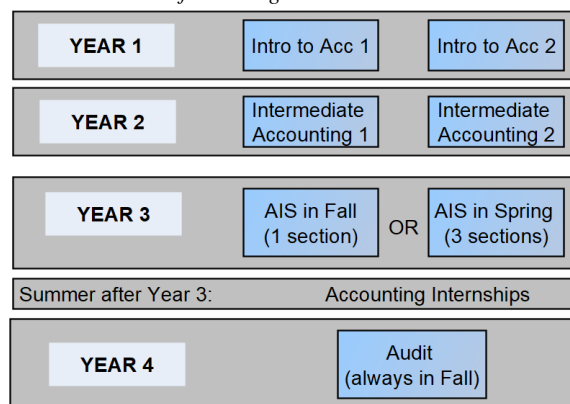 YEAR 1
Intro to Acc 1
Intro to Acc 2
YEAR 2
Intermediate
Accounting 1
Intermediate
Accounting 2
YEAR 3
AIS in Fall
(1 section)
OR
AIS in Spring
(3 sections)
Summer after Year 3:
Accounting Internships
YEAR 4
Audit
(always in Fall)